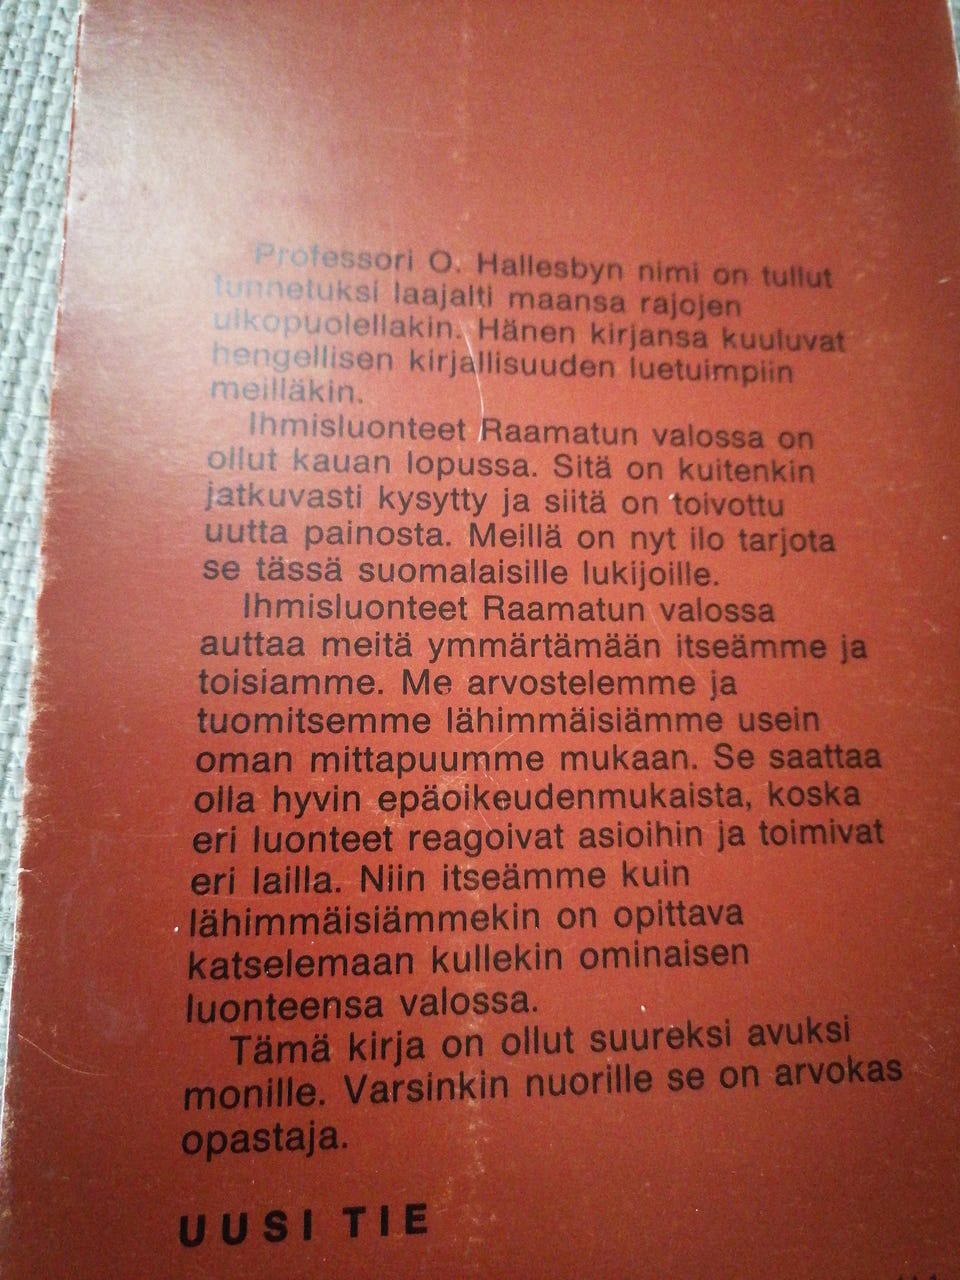 Professori O. Hallesbyn nimi on tullut
tunnetuksi laajalti maansa rajojen
ulkopuolellakin. Hänen kirjansa kuuluvat
hengellisen kirjallisuuden luetuimpiin
meilläkin.
Ihmisluonteet Raamatun valossa on
ollut kauan lopussa. Sitä on kuitenkin
jatkuvasti kysytty ja siitä on toivottu
uutta painosta. Meillä on nyt ilo tarjota
se tässä suomalaisille lukijoille.
Ihmisluonteet Raamatun valossa
auttaa meitä ymmärtämään itseämme ja
toisiamme. Me arvostelemme ja
tuomitsemme lähimmäisiämme usein
oman mittapuumme mukaan. Se saattaa
olla hyvin epäoikeudenmukaista, koska
eri luonteet reagoivat asioihin ja toimivat
eri lailla. Niin itseämme kuin
lähimmäisiämmekin on opittava
katselemaan kullekin ominaisen
luonteensa valossa.
Tämä kirja on ollut suureksi avuksi
monille. Varsinkin nuorille se on arvokas
opastaja.
UUSI TIE